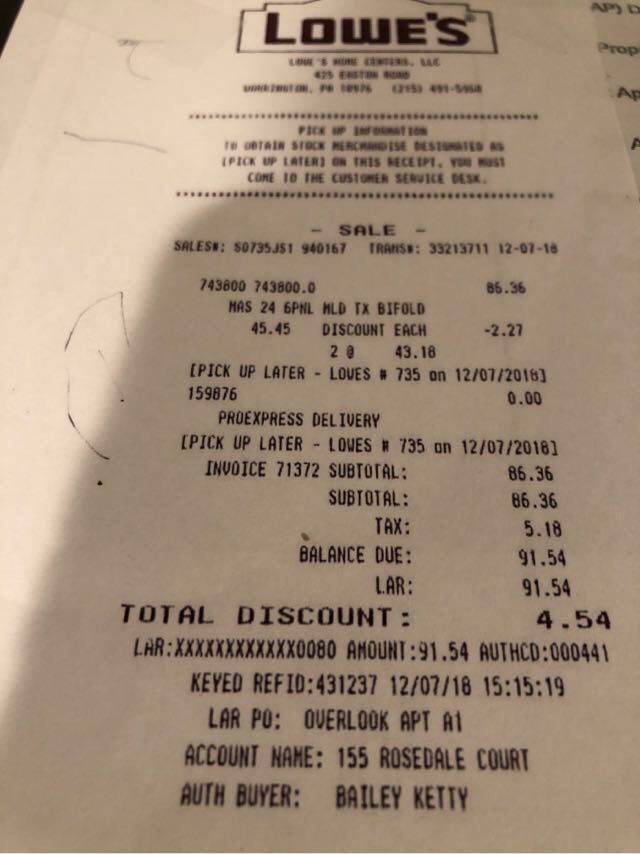 LOWE'S
LOWE'S HOME CENTERS, LLC
425 EASTON ROAD
WARRINGTON, PA 18976 (215) 491-5960
PICK UP INFORMATION
TO OBTAIN STOCK MERCHANDISE DESIGNATED AS
[PICK UP LATER] ON THIS RECEIPT, YOU MUST
COME TO THE CUSTOMER SERVICE DESK.
- SALE -
SALES#: S0735JS1 940167 TRANS#: 33213711 12-07-18
743800 743800.0 86.36
MAS 24 6PNL MLD TX BIFOLD
45.45 DISCOUNT EACH -2.27
2 @ 43.18
[PICK UP LATER - LOWES # 735 on 12/07/2018]
159876 0.00
PROEXPRESS DELIVERY
[PICK UP LATER - LOWES # 735 on 12/07/2018]
INVOICE 71372 SUBTOTAL: 86.36
SUBTOTAL: 86.36
TAX: 5.18
BALANCE DUE: 91.54
LAR: 91.54
TOTAL DISCOUNT: 4.54
LAR:XXXXXXXXXXXX0080 AMOUNT:91.54 AUTHCD:000441
KEYED REFID:431237 12/07/18 15:15:19
LAR PO: OVERLOOK APT A1
ACCOUNT NAME: 155 ROSEDALE COURT
AUTH BUYER: BAILEY KETTY
AP) D
Prop
Ap